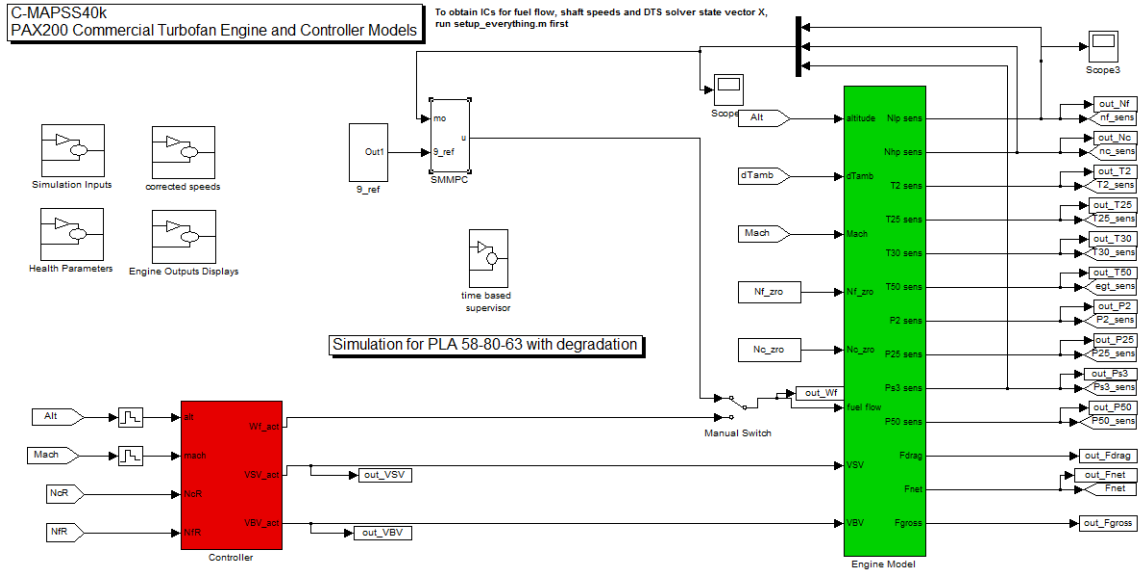 C-MAPSS40k
PAX200 Commercial Turbofan Engine and Controller Models
To obtain ICs for fuel flow, shaft speeds and DTS solver state vector X,
run setup_everything.m first
Simulation Inputs
corrected speeds
Health Parameters
Engine Outputs Displays
Out1
9_ref
mo
9_ref
u
SMMPC
time based
supervisor
Scope
Scope3
Simulation for PLA 58-80-63 with degradation
Alt
Mach
NcR
NfR
alt
mach
NcR
NfR
Wf_act
VSV_act
VBV_act
Controller
out_VSV
out_VBV
Manual Switch
out_Wf
Alt
dTamb
Mach
Nf_zro
Nc_zro
altitude
dTamb
Mach
Nf_zro
Nc_zro
fuel flow
VSV
VBV
Nlp sens
Nhp sens
T2 sens
T25 sens
T30 sens
T50 sens
P2 sens
P25 sens
Ps3 sens
P50 sens
Fdrag
Fnet
Fgross
Engine Model
out_Nf
nf_sens
out_Nc
nc_sens
out_T2
T2_sens
out_T25
T25_sens
out_T30
T30_sens
out_T50
egt_sens
out_P2
P2_sens
out_P25
P25_sens
out_Ps3
Ps3_sens
out_P50
P50_sens
out_Fdrag
out_Fnet
Fnet
out_Fgross